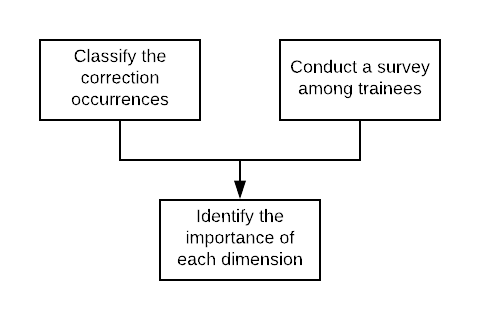 Classify the
correction
occurrences
Conduct a survey
among trainees
Identify the
importance of
each dimension